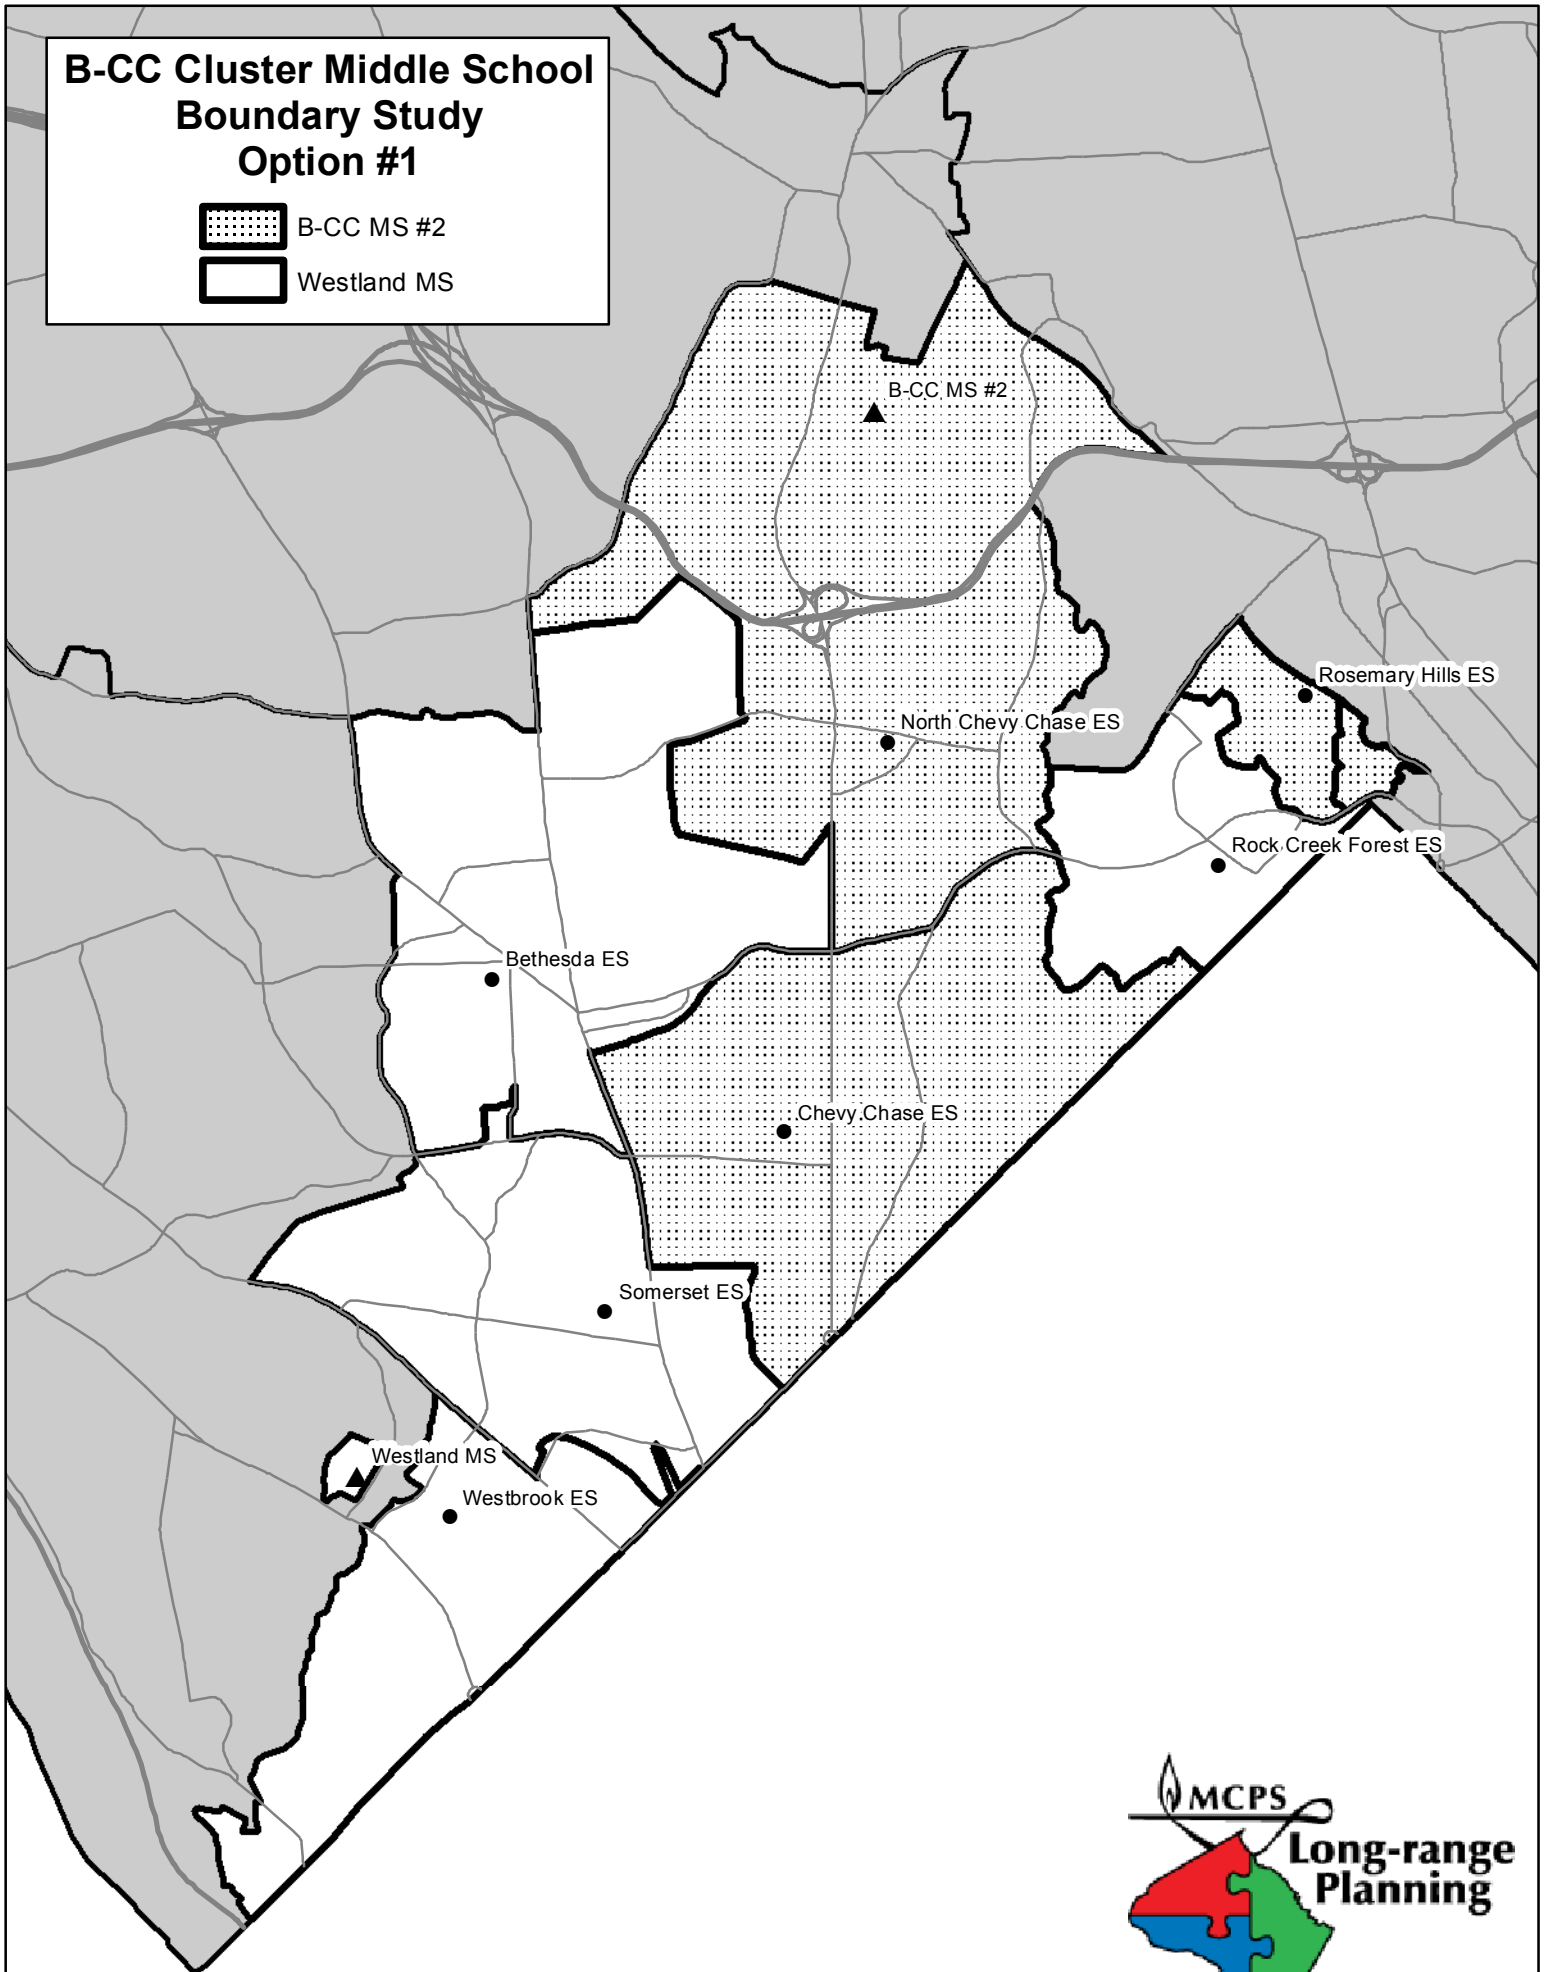 B-CC Cluster Middle School
Boundary Study
Option #1
B-CC MS #2
Westland MS
B-CC MS #2
Rosemary Hills ES
North Chevy Chase ES
Rock Creek Forest ES
Bethesda ES
Chevy Chase ES
Somerset ES
Westland MS
Westbrook ES
MCPS
Long-range
Planning